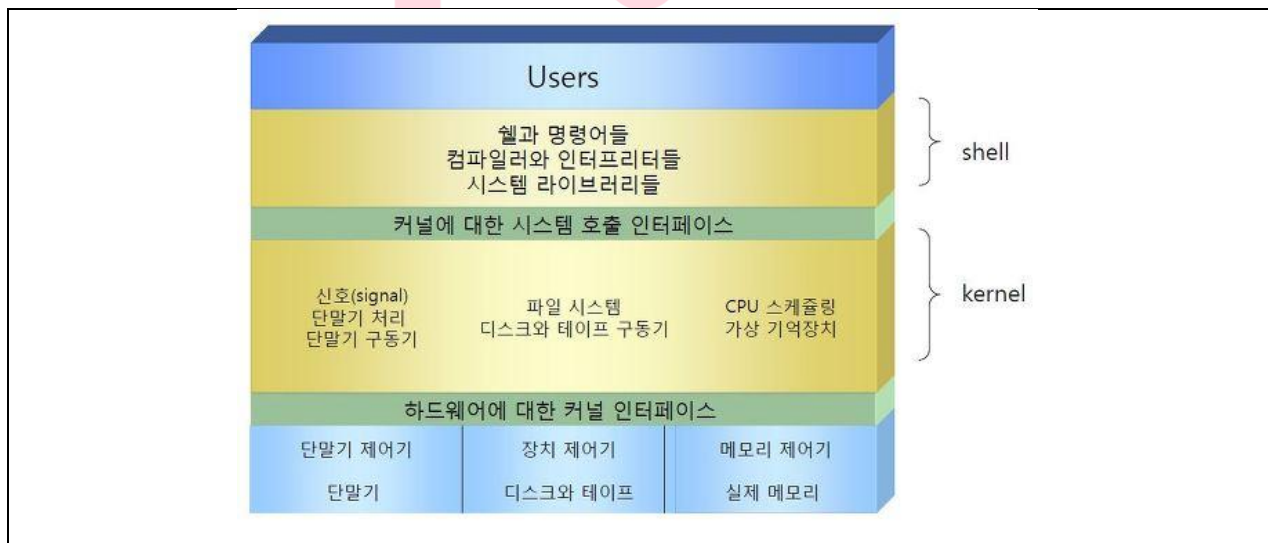 Users
쉘과 명령어들
컴파일러와 인터프리터들
시스템 라이브러리들
shell
커널에 대한 시스템 호출 인터페이스
신호(signal)
단말기 처리
단말기 구동기
파일 시스템
디스크와 테이프 구동기
CPU 스케쥴링
가상 기억장치
kernel
하드웨어에 대한 커널 인터페이스
단말기 제어기
장치 제어기
메모리 제어기
단말기
디스크와 테이프
실제 메모리